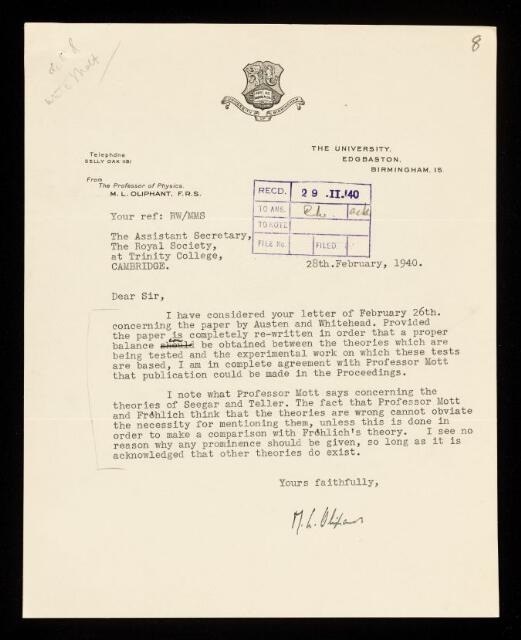 8
Mott
UNIVERSITY OF BIRMINGHAM
Telephone
SELLY OAK 1181
THE UNIVERSITY,
EDGBASTON,
BIRMINGHAM, 15.
From
The Professor of Physics.
M. L. OLIPHANT, F.R.S.
RECD. 29 .II.'40
TO ANS.
TO NOTE
FILE No. FILED
Your ref: RW/MMS
The Assistant Secretary,
The Royal Society,
at Trinity College,
CAMBRIDGE.
28th.February, 1940.
Dear Sir,
I have considered your letter of February 26th.
concerning the paper by Austen and Whitehead. Provided
the paper is completely re-written in order that a proper
balance should can be obtained between the theories which are
being tested and the experimental work on which these tests
are based, I am in complete agreement with Professor Mott
that publication could be made in the Proceedings.
I note what Professor Mott says concerning the
theories of Seegar and Teller. The fact that Professor Mott
and Fröhlich think that the theories are wrong cannot obviate
the necessity for mentioning them, unless this is done in
order to make a comparison with Fröhlich's theory. I see no
reason why any prominence should be given, so long as it is
acknowledged that other theories do exist.
Yours faithfully,
M. L. Oliphant